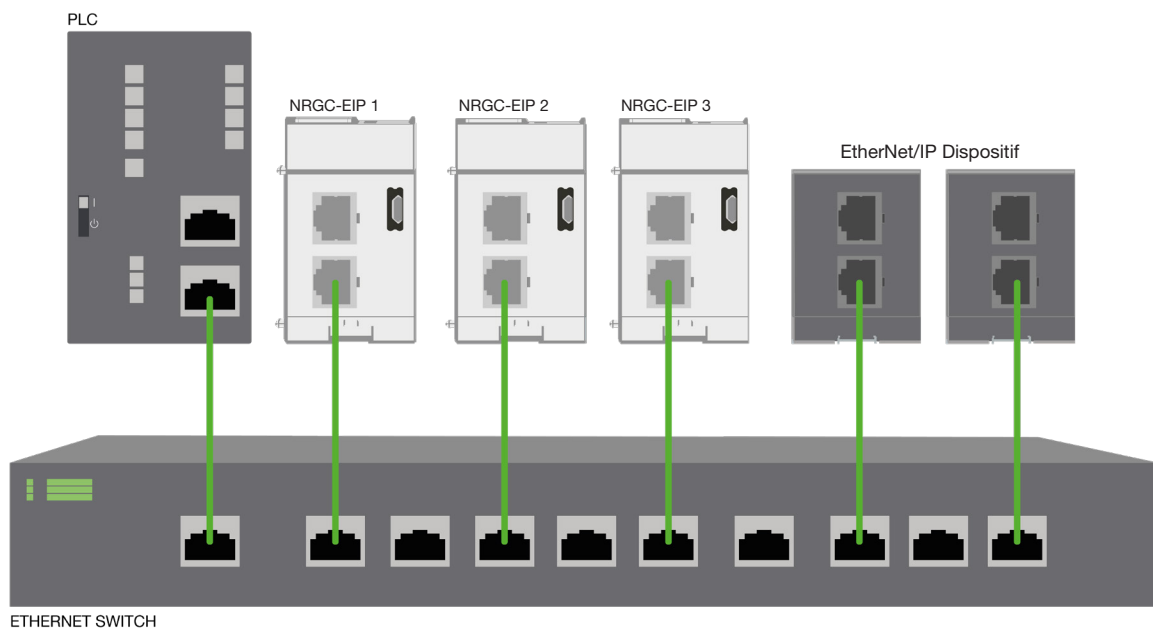 PLC
NRGC-EIP 1
NRGC-EIP 2
NRGC-EIP 3
EtherNet/IP Dispositif
ETHERNET SWITCH